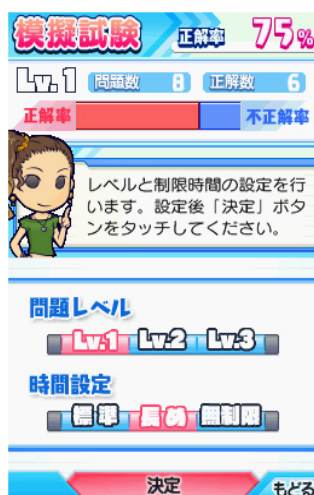 模擬試験 正解率 75%
Lv.1 問題数 8 正解数 6
正解率 不正解率
レベルと制限時間の設定を行
います。設定後「決定」ボタ
ンをタッチしてください。
問題レベル
Lv.1 Lv.2 Lv.3
時間設定
標準 長め 無制限
決定 もどる